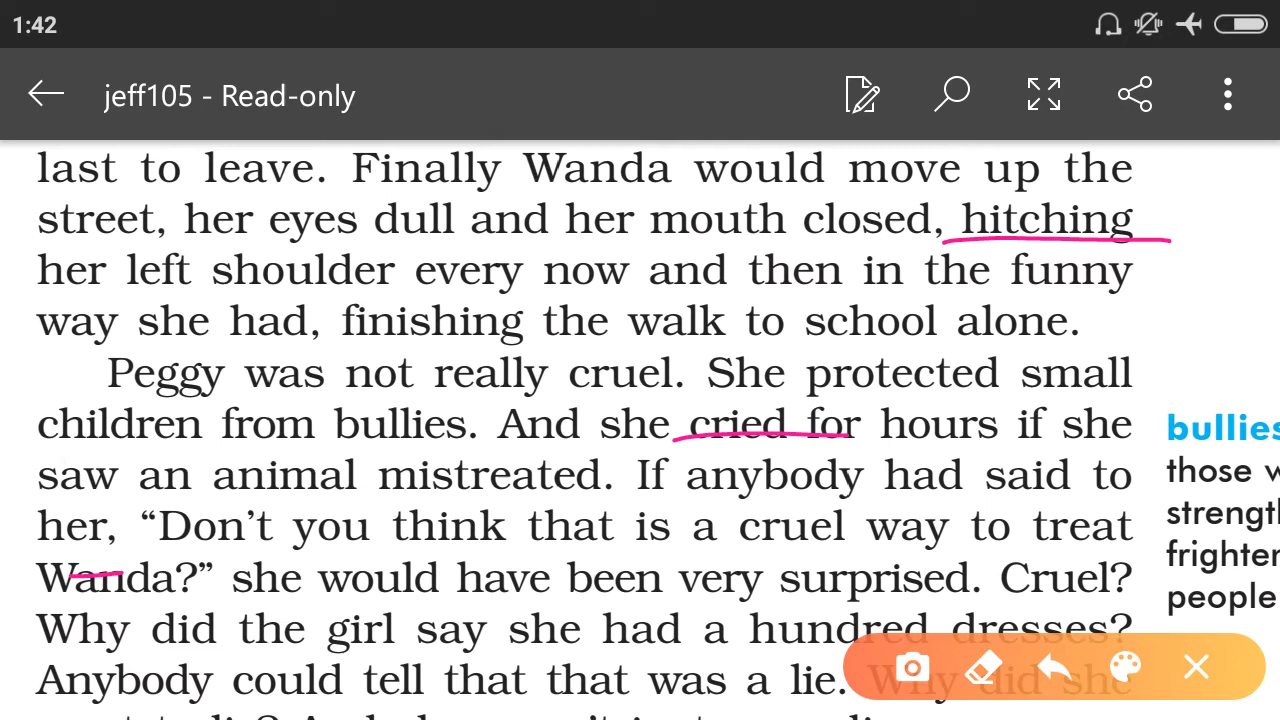 1:42
jeff105 - Read-only
last to leave. Finally Wanda would move up the
street, her eyes dull and her mouth closed, hitching
her left shoulder every now and then in the funny
way she had, finishing the walk to school alone.
Peggy was not really cruel. She protected small
children from bullies. And she cried for hours if she
saw an animal mistreated. If anybody had said to
her, “Don’t you think that is a cruel way to treat
Wanda?” she would have been very surprised. Cruel?
Why did the girl say she had a hundred dresses?
Anybody could tell that that was a lie. Why did she
bullies
those
strength
frighten
people